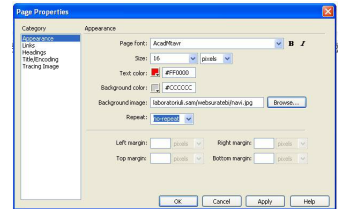 Page Properties
Category
Appearance
Links
Headings
Title/Encoding
Tracing Image
Appearance
Page font: AcadMtavr B I
Size: 16 pixels
Text color: #FF0000
Background color: #CCCCCC
Background image: laboratoriuli.sam/websuratebi/navi.jpg Browse...
Repeat: no-repeat
Left margin: pixels Right margin: pixels
Top margin: pixels Bottom margin: pixels
OK Cancel Apply Help